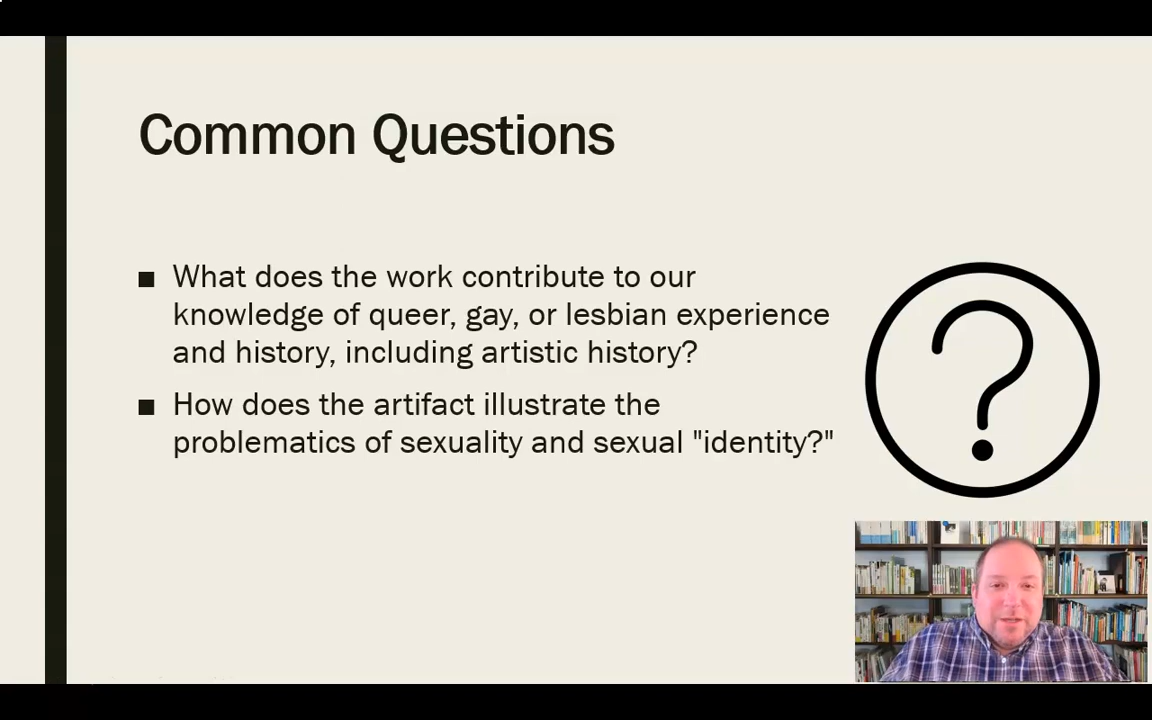 Common Questions
What does the work contribute to our
knowledge of queer, gay, or lesbian experience
and history, including artistic history?
How does the artifact illustrate the
problematics of sexuality and sexual "identity?"